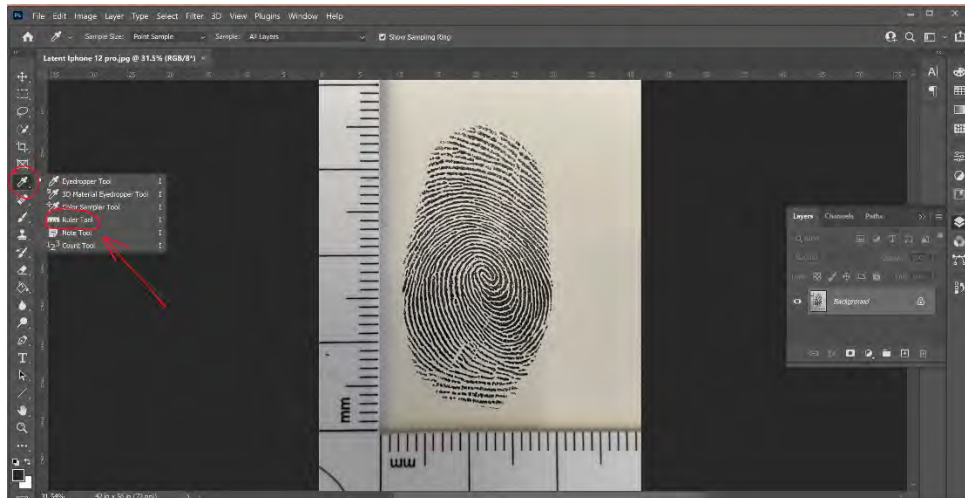 Ps File Edit Image Layer Type Select Filter 3D View Plugins Window Help
Sample Size: Point Sample Sample: All Layers Show Sampling Ring
Latent Iphone 12 pro.jpg @ 31.5% (RGB/8*) ×
Eyedropper Tool I
3D Material Eyedropper Tool I
Color Sampler Tool I
Ruler Tool I
Note Tool I
Count Tool I
mm
mm
Layers Channels Paths
Background